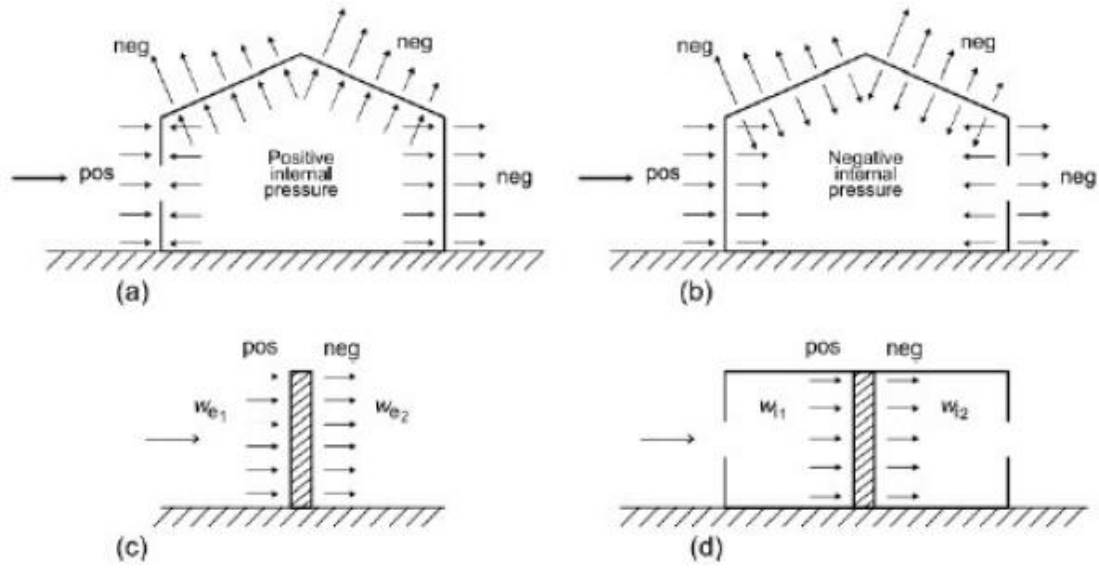 neg
neg
pos
Positive
internal
pressure
neg
(a)
neg
neg
pos
Negative
internal
pressure
neg
(b)
pos neg
we1 we2
(c)
pos neg
wi1 wi2
(d)